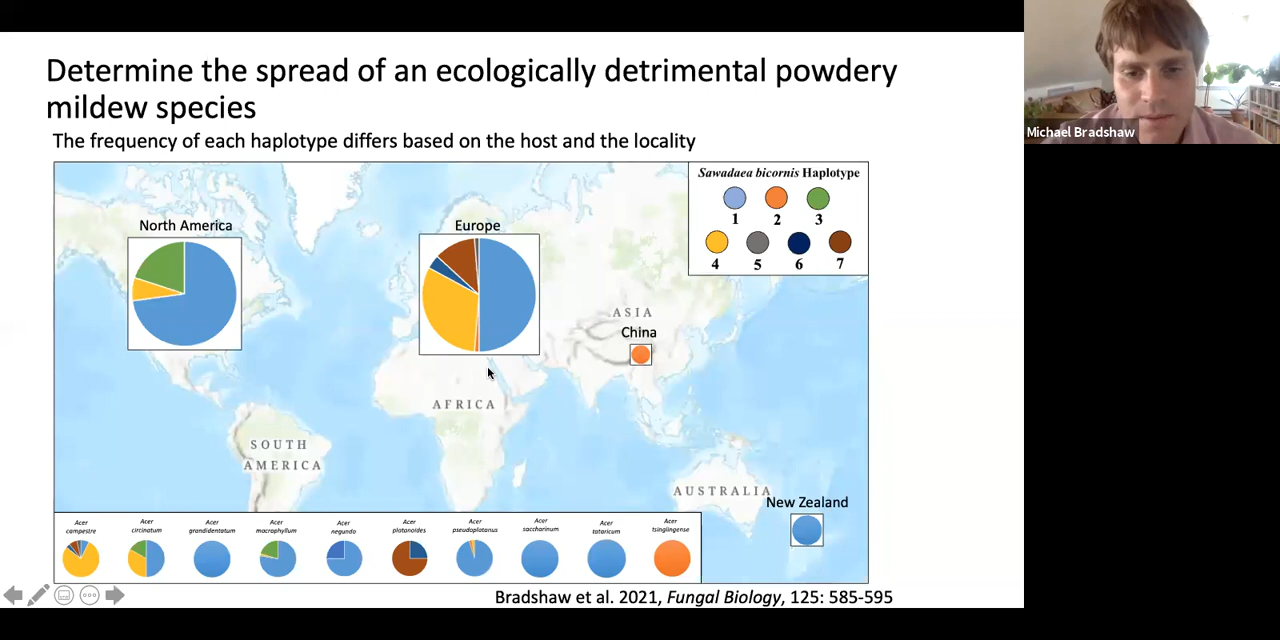 Determine the spread of an ecologically detrimental powdery
mildew species
The frequency of each haplotype differs based on the host and the locality
Michael Bradshaw
Sawadaea bicornis Haplotype
1 2 3
4 5 6 7
North America
Europe
ASIA
China
AFRICA
SOUTH
AMERICA
AUSTRALIA
New Zealand
Acer Acer Acer Acer Acer Acer Acer Acer Acer Acer
campestre circinatum grandidentatum macrophyllum negundo platanoides pseudoplatanus saccharinum tataricum tsinglingense
Bradshaw et al. 2021, Fungal Biology, 125: 585-595